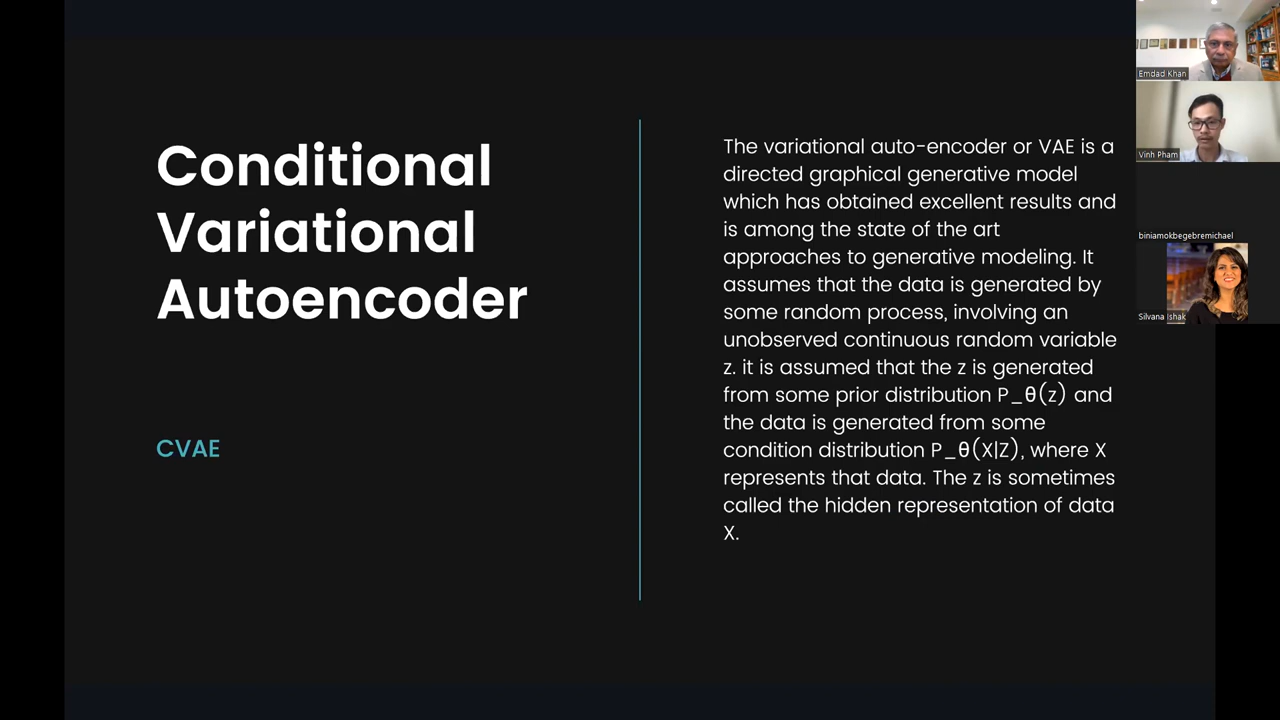 Conditional
Variational
Autoencoder
CVAE
The variational auto-encoder or VAE is a
directed graphical generative model
which has obtained excellent results and
is among the state of the art
approaches to generative modeling. It
assumes that the data is generated by
some random process, involving an
unobserved continuous random variable
z. it is assumed that the z is generated
from some prior distribution P_θ(z) and
the data is generated from some
condition distribution P_θ(X|Z), where X
represents that data. The z is sometimes
called the hidden representation of data
X.
Emdad Khan
Vinh Pham
biniamokbegebremichael
Silvana Ishak